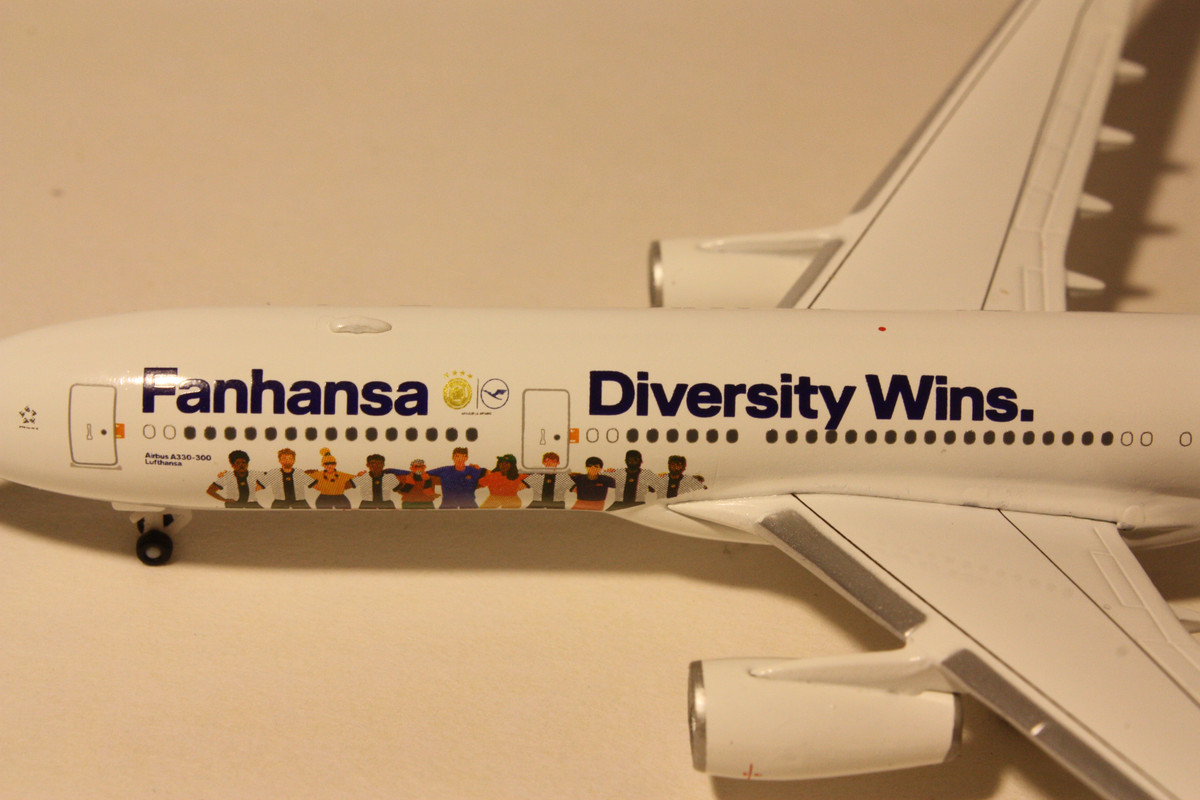 Fanhansa
Diversity Wins.
Airbus A330-300
Lufthansa